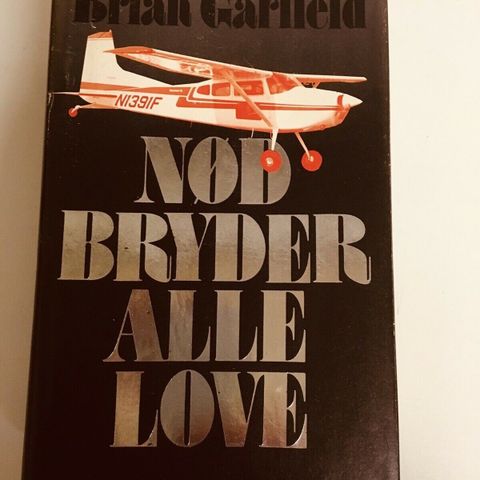 Brian Garfield
N1391F
NØD
BRYDER
ALLE
LOVE